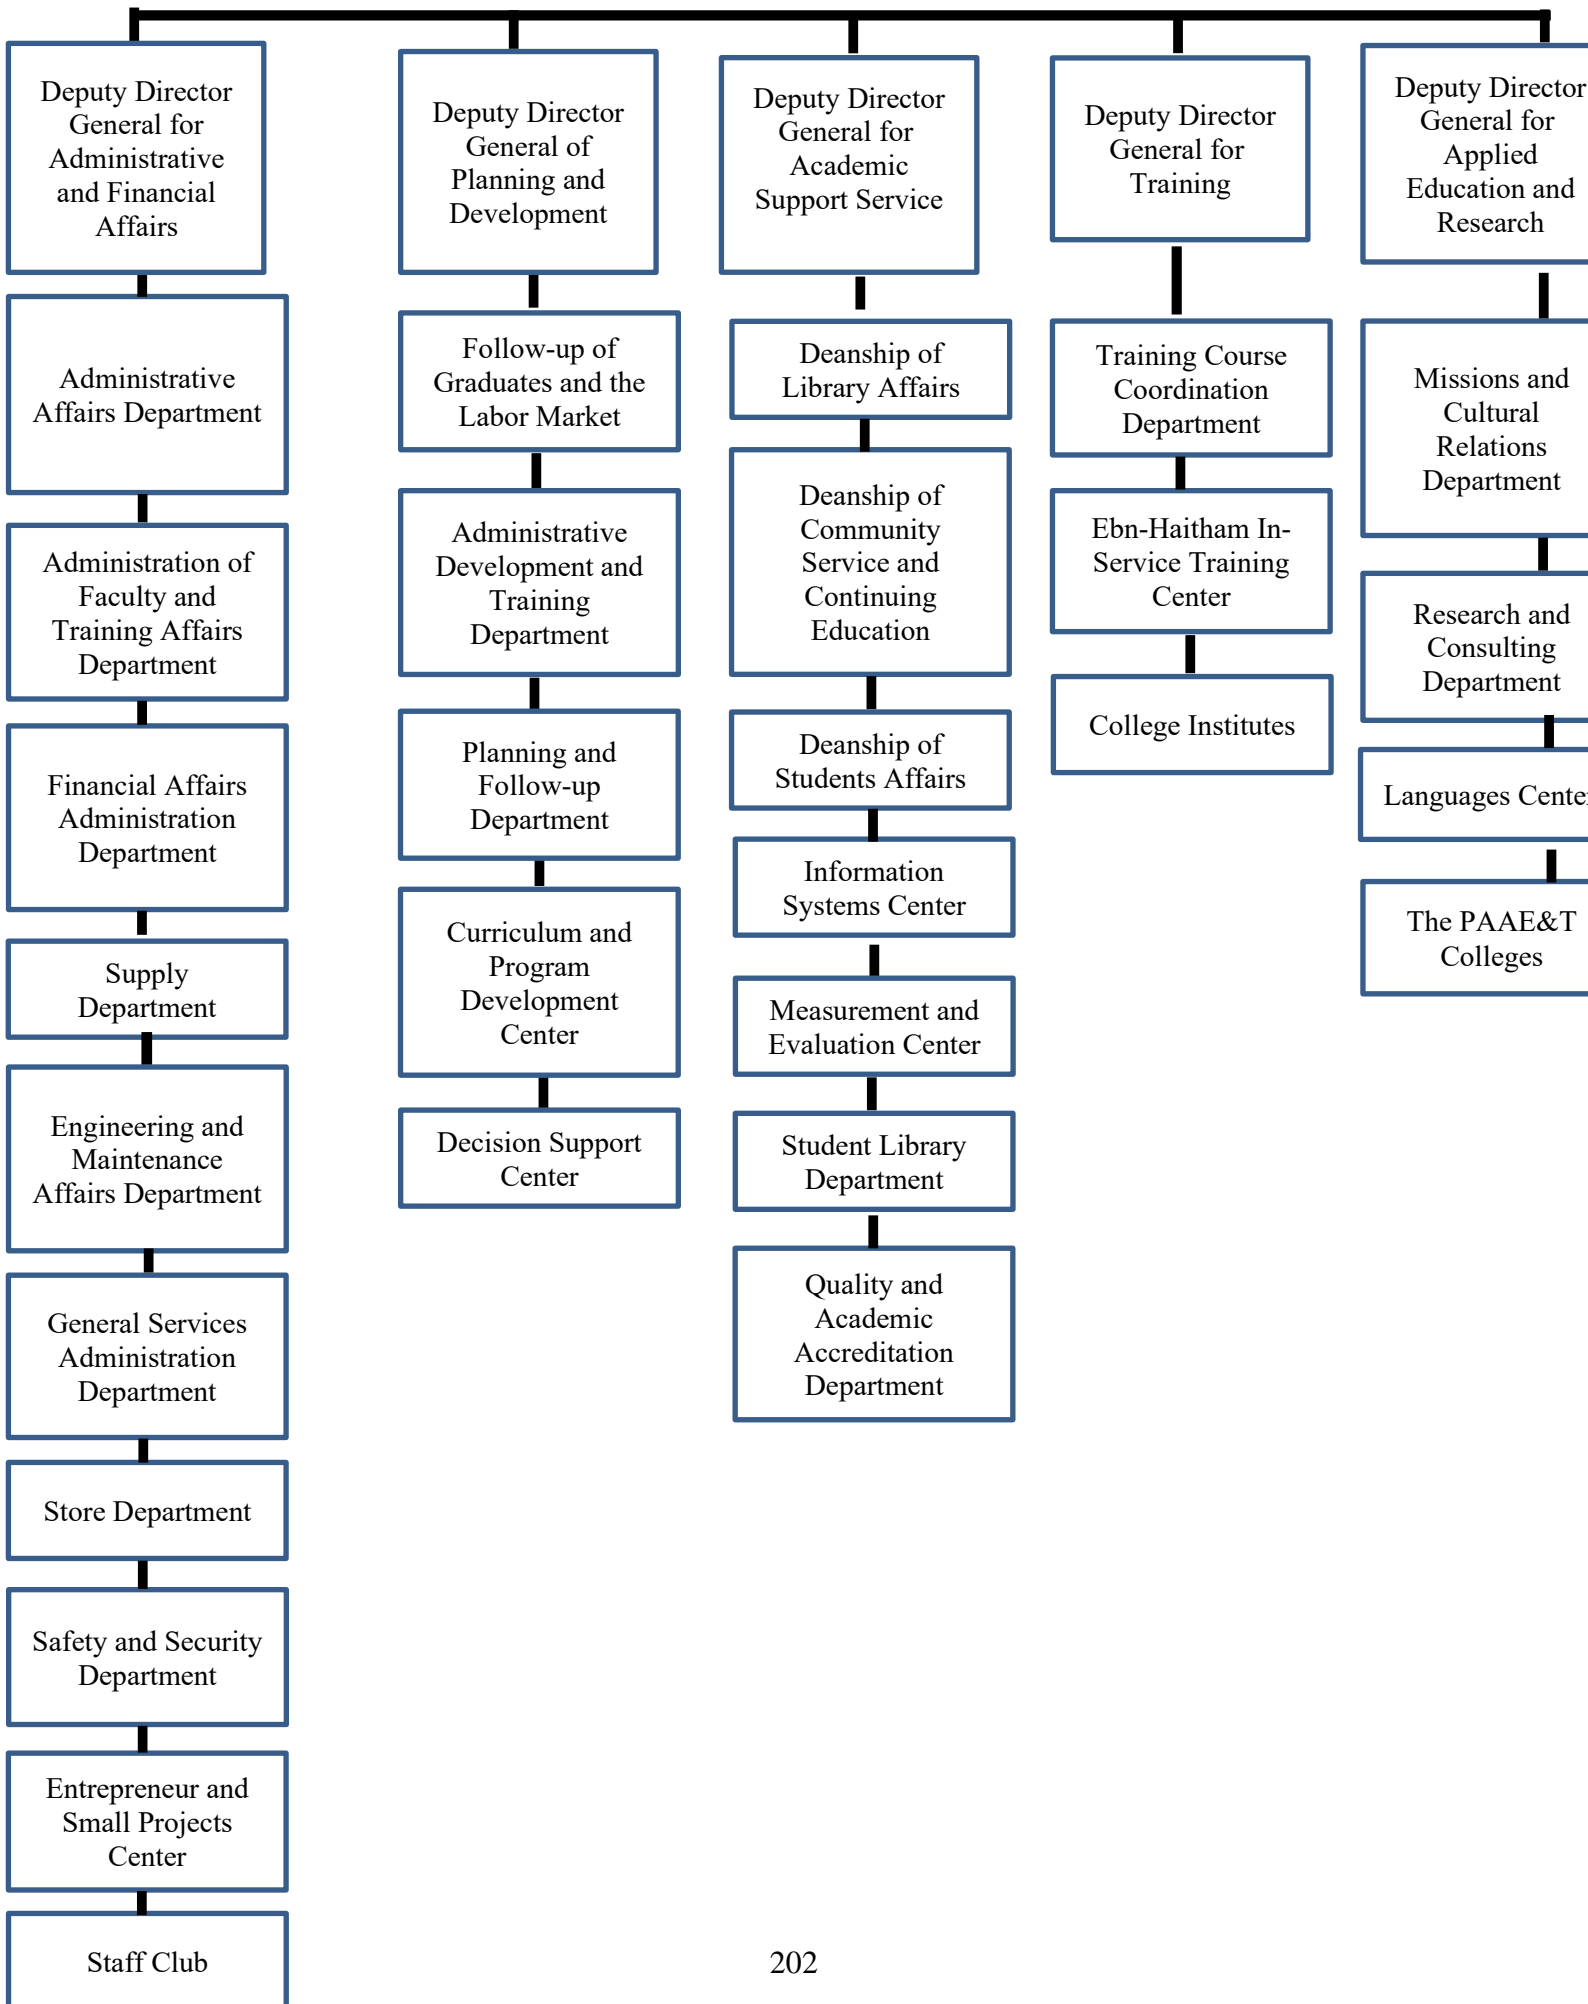 Deputy Director
General for
Administrative
and Financial
Affairs
Administrative
Affairs Department
Administration of
Faculty and
Training Affairs
Department
Financial Affairs
Administration
Department
Supply
Department
Engineering and
Maintenance
Affairs Department
General Services
Administration
Department
Store Department
Safety and Security
Department
Entrepreneur and
Small Projects
Center
Staff Club
Deputy Director
General of
Planning and
Development
Follow-up of
Graduates and the
Labor Market
Administrative
Development and
Training
Department
Planning and
Follow-up
Department
Curriculum and
Program
Development
Center
Decision Support
Center
Deputy Director
General for
Academic
Support Service
Deanship of
Library Affairs
Deanship of
Community
Service and
Continuing
Education
Deanship of
Students Affairs
Information
Systems Center
Measurement and
Evaluation Center
Student Library
Department
Quality and
Academic
Accreditation
Department
Deputy Director
General for
Training
Training Course
Coordination
Department
Ebn-Haitham In-
Service Training
Center
College Institutes
Deputy Director
General for
Applied
Education and
Research
Missions and
Cultural
Relations
Department
Research and
Consulting
Department
Languages Center
The PAAE&T
Colleges
202